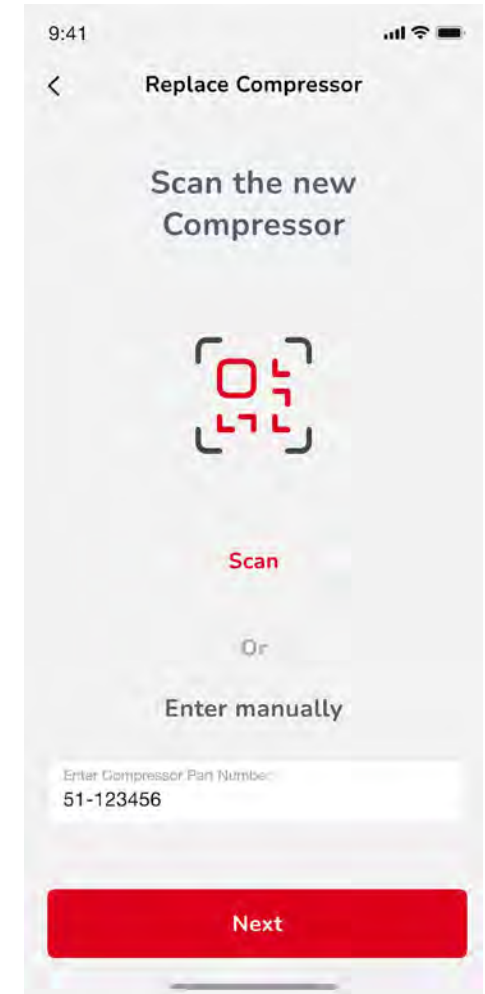 9:41
Replace Compressor
Scan the new
Compressor
Scan
Or
Enter manually
Enter Compressor Part Number
51-123456
Next